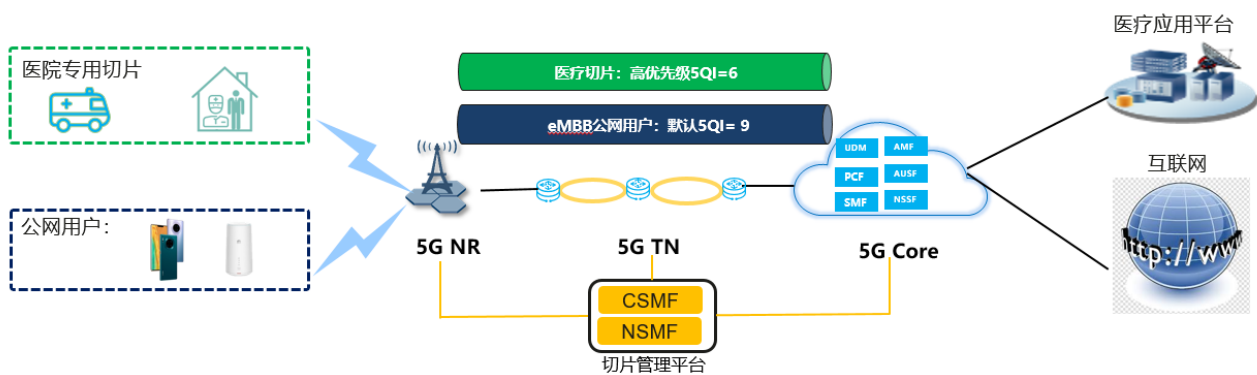 医疗应用平台
医院专用切片
医疗切片：高优先级5QI=6
eMBB公网用户：默认5QI= 9
UDM
AMF
PCF
AUSF
SMF
NSSF
互联网
http://www
公网用户：
5G NR
5G TN
5G Core
CSMF
NSMF
切片管理平台